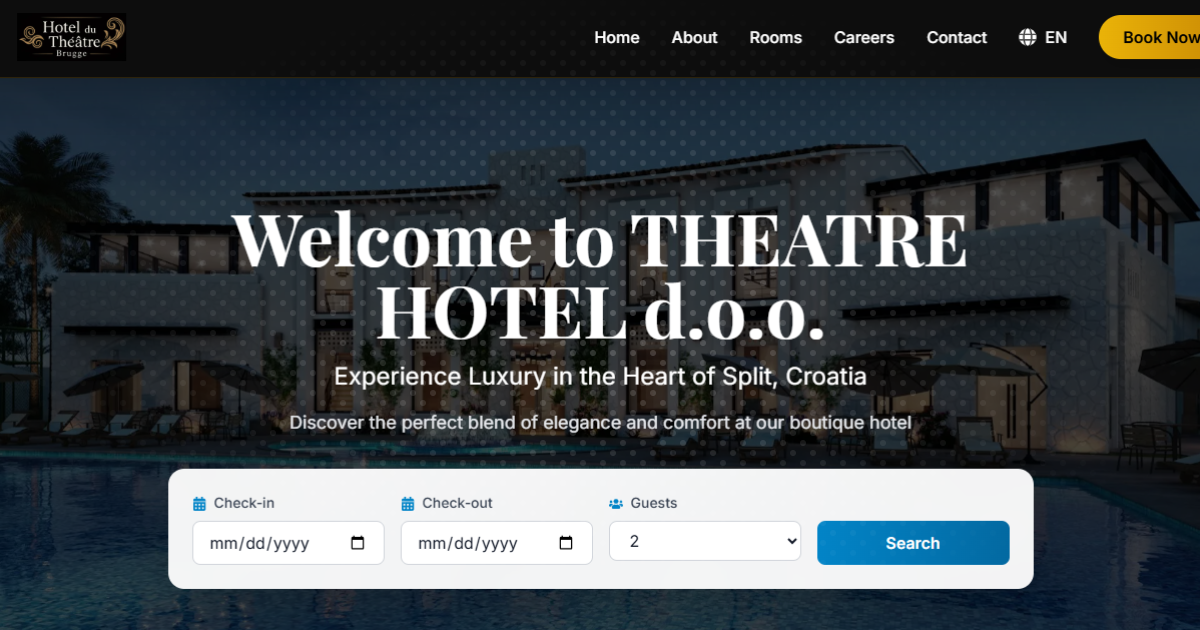 Hotel du
Théâtre
Brugge
Home About Rooms Careers Contact EN Book Now
Welcome to THEATRE
HOTEL d.o.o.
Experience Luxury in the Heart of Split, Croatia
Discover the perfect blend of elegance and comfort at our boutique hotel
Check-in Check-out Guests
mm/dd/yyyy mm/dd/yyyy 2 Search